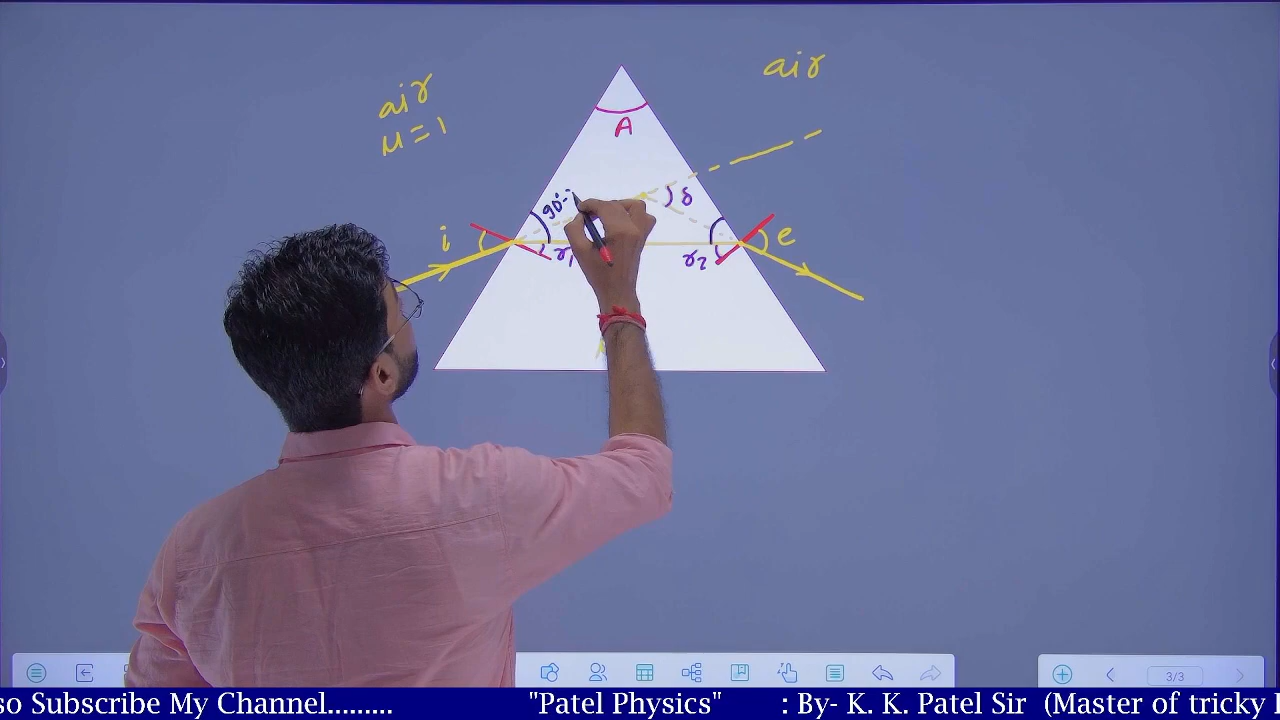 air
μ = 1
air
A
90°-
δ
i
r₁
r₂
e
3/3
so Subscribe My Channel......... "Patel Physics" : By- K. K. Patel Sir (Master of tricky